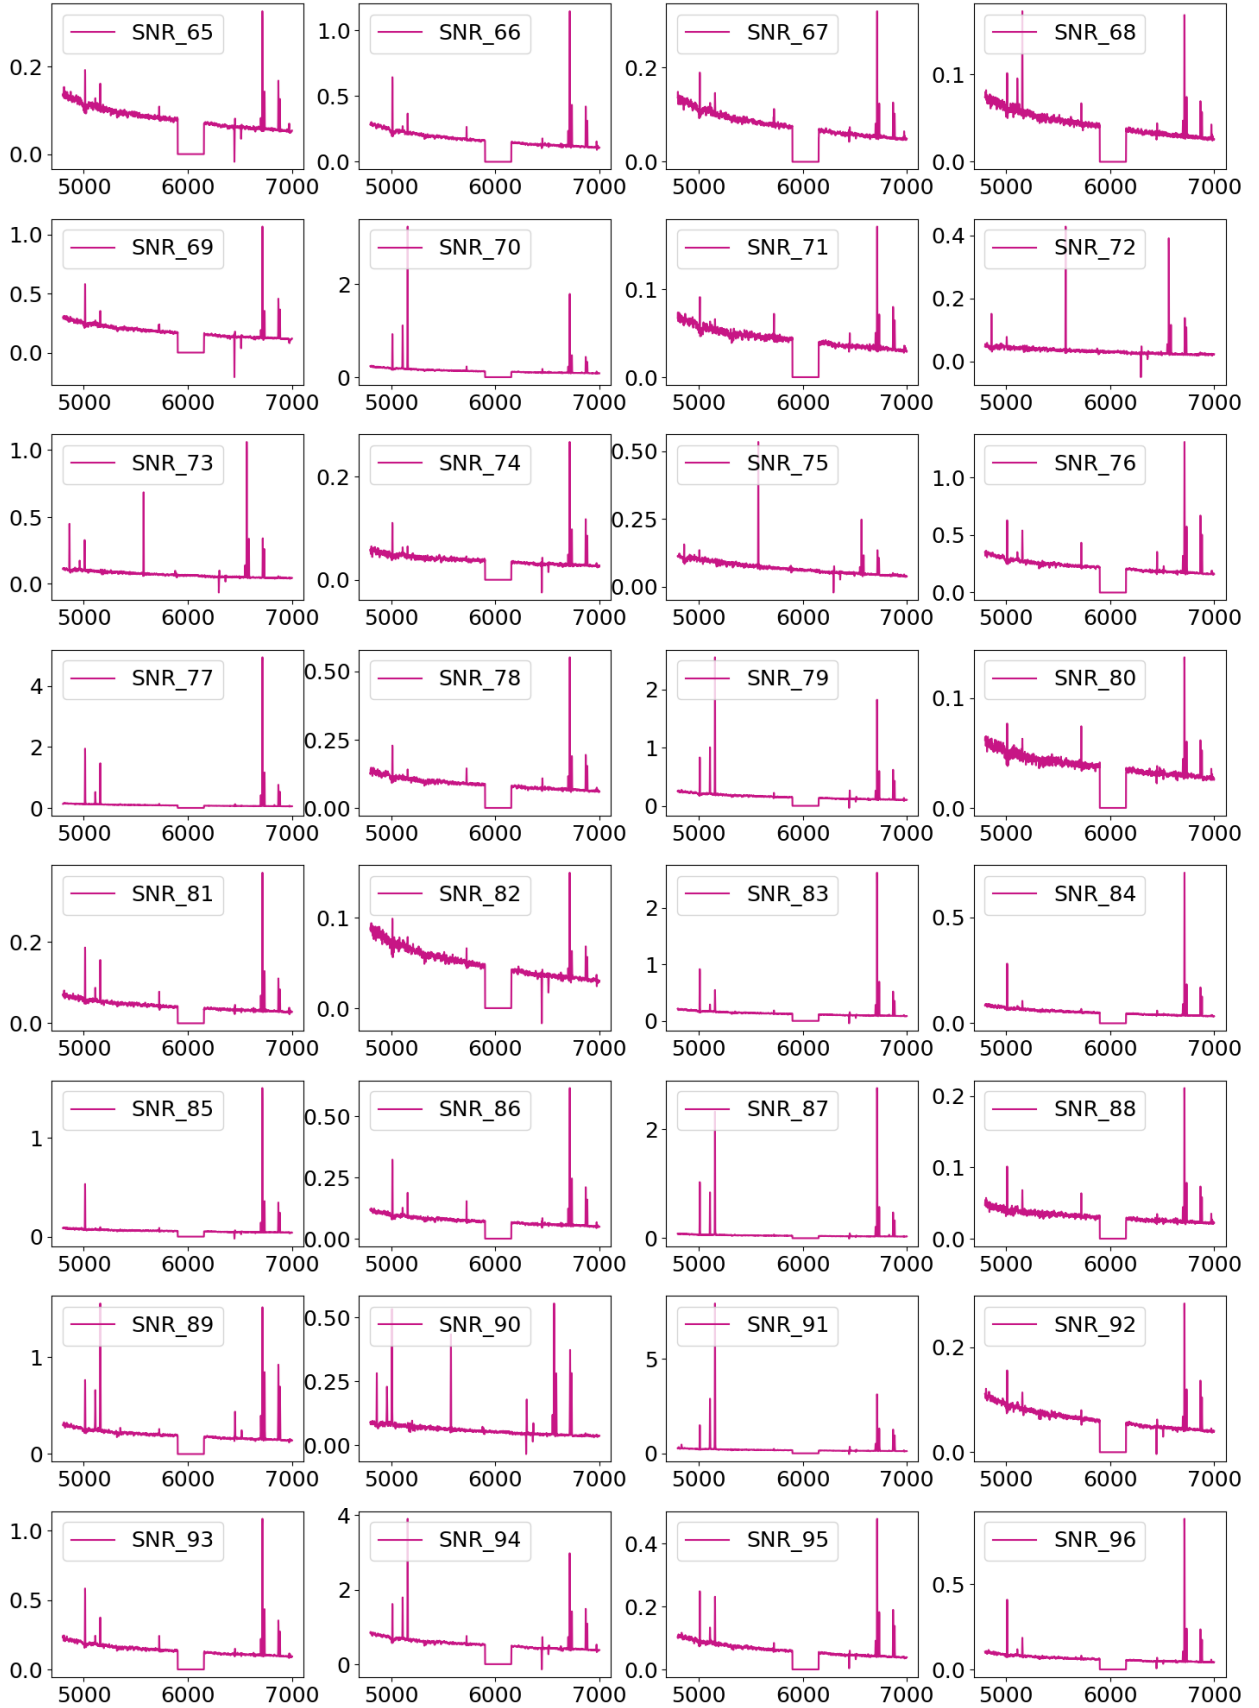 SNR_65 SNR_66 SNR_67 SNR_68
0.2 1.0 0.2 0.1
0.5
0.0 0.0 0.0 0.0
5000 6000 7000 5000 6000 7000 5000 6000 7000 5000 6000 7000
SNR_69 SNR_70 SNR_71 SNR_72
1.0 2 0.1 0.4
0.5 0.2
0.0 0 0.0 0.0
5000 6000 7000 5000 6000 7000 5000 6000 7000 5000 6000 7000
SNR_73 SNR_74 SNR_75 SNR_76
1.0 0.2 0.50 1.0
0.5 0.25 0.5
0.0 0.0 0.00 0.0
5000 6000 7000 5000 6000 7000 5000 6000 7000 5000 6000 7000
SNR_77 SNR_78 SNR_79 SNR_80
4 0.50 2 0.1
2 0.25 1
0 0.00 0 0.0
5000 6000 7000 5000 6000 7000 5000 6000 7000 5000 6000 7000
SNR_81 SNR_82 SNR_83 SNR_84
0.2 0.1 2 0.5
1
0.0 0.0 0 0.0
5000 6000 7000 5000 6000 7000 5000 6000 7000 5000 6000 7000
SNR_85 SNR_86 SNR_87 SNR_88
1 0.50 2 0.2
0.25 0.1
0 0.00 0 0.0
5000 6000 7000 5000 6000 7000 5000 6000 7000 5000 6000 7000
SNR_89 SNR_90 SNR_91 SNR_92
1 0.50 5 0.2
0.25
0 0.00 0 0.0
5000 6000 7000 5000 6000 7000 5000 6000 7000 5000 6000 7000
SNR_93 SNR_94 SNR_95 SNR_96
1.0 4 0.4 0.5
0.5 2 0.2
0.0 0 0.0 0.0
5000 6000 7000 5000 6000 7000 5000 6000 7000 5000 6000 7000